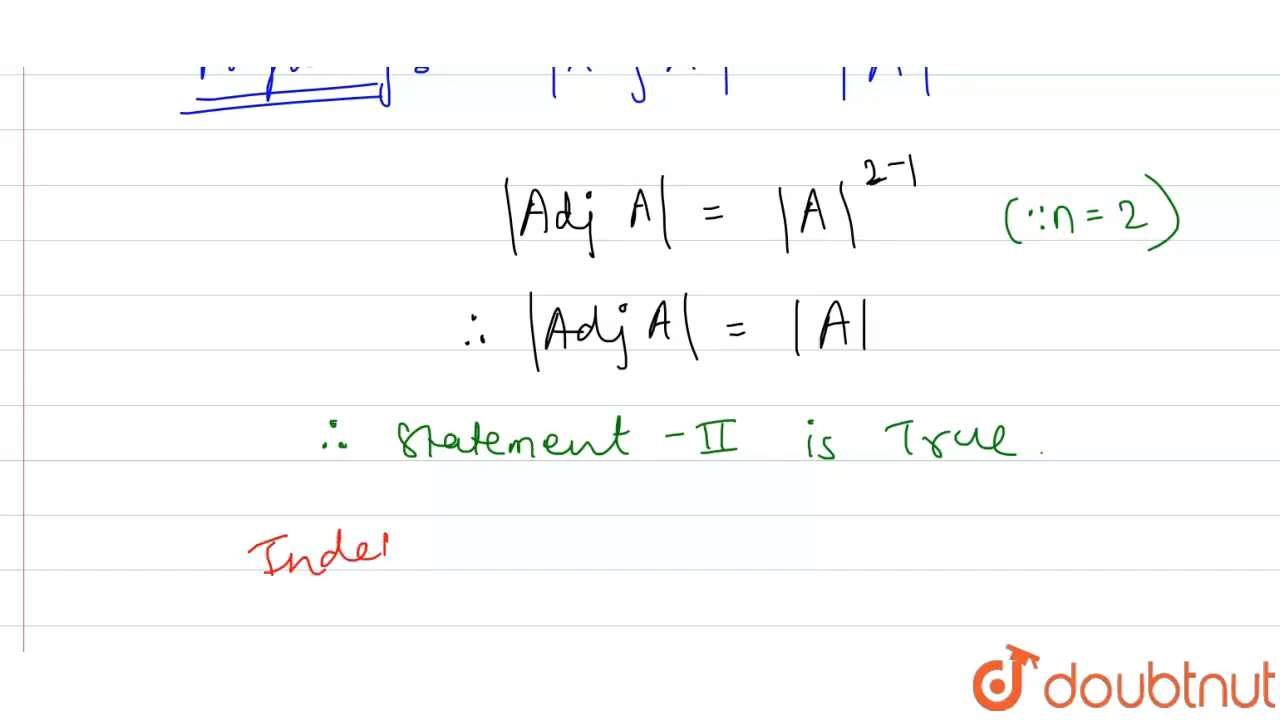 |Adj A| = |A|²⁻¹ (∵ n = 2)
∴ |Adj A| = |A|
∴ Statement - II is True.
Inde
doubtnut